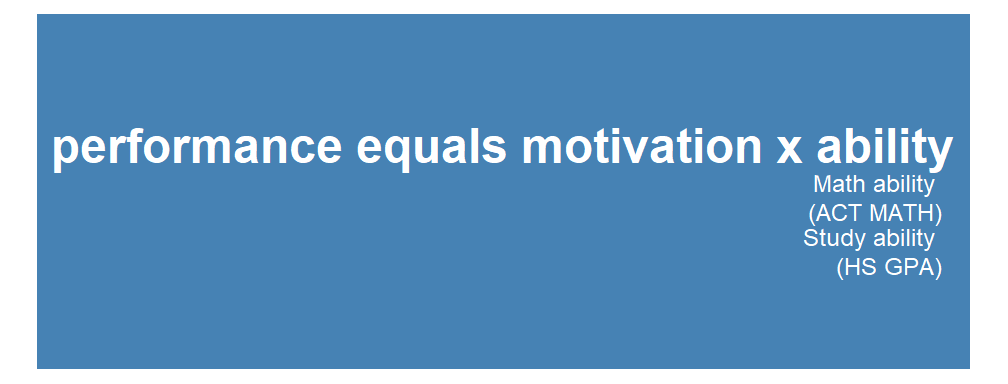 performance equals motivation x ability
Math ability
(ACT MATH)
Study ability
(HS GPA)